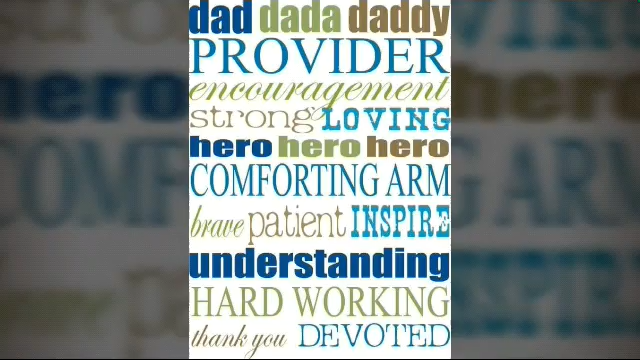 dad dada daddy
PROVIDER
encouragement
strong LOVING
hero hero hero
COMFORTING ARM
brave patient INSPIRE
understanding
HARD WORKING
thank you DEVOTED